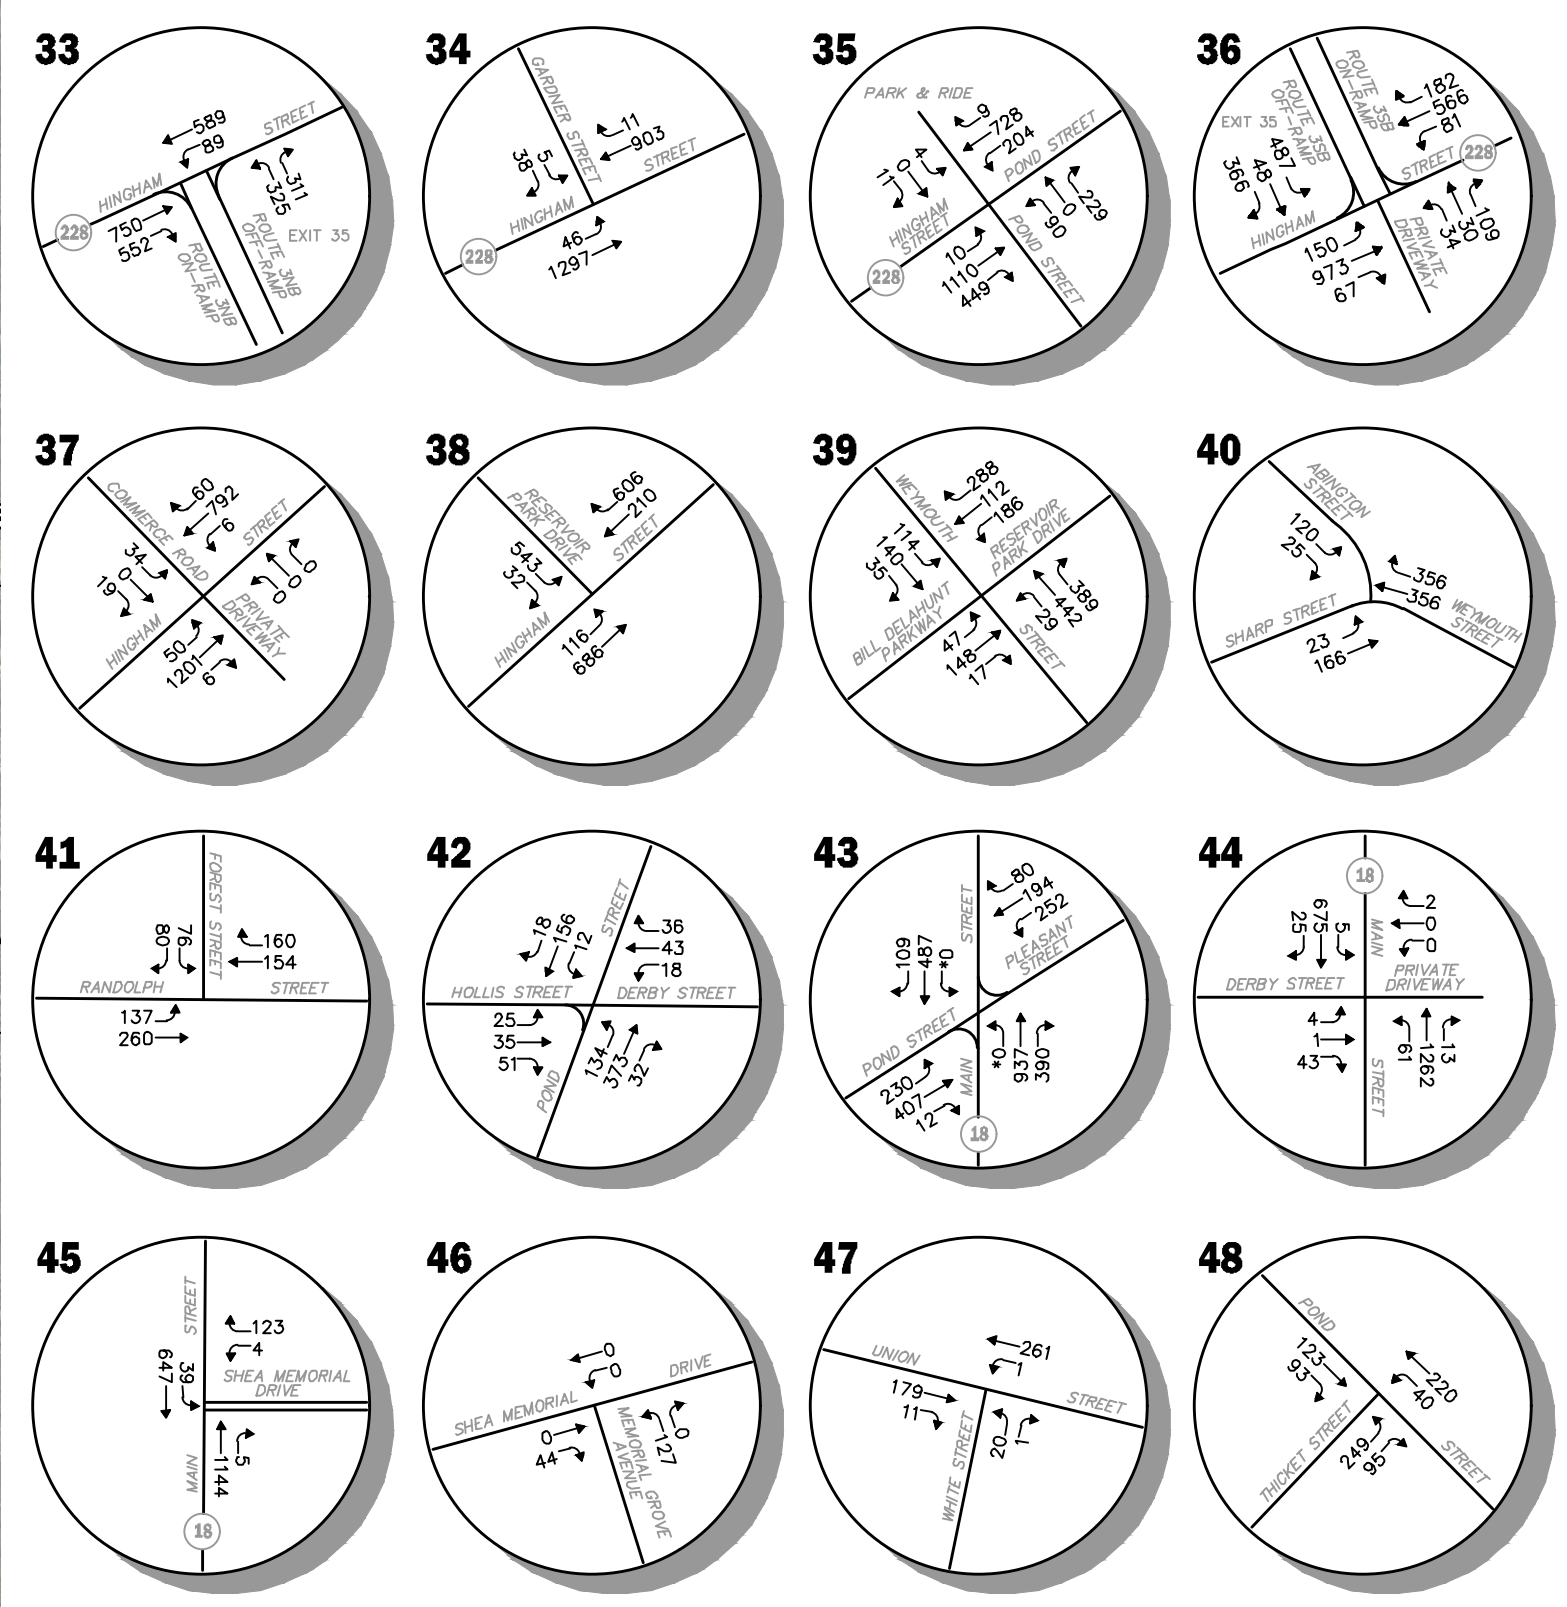 33
589
89
STREET
HINGHAM
228
750
552
311
325
EXIT 35
ROUTE 3NB
ON-RAMP
ROUTE 3NB
OFF-RAMP
34
GARDNER STREET
11
903
5
38
STREET
HINGHAM
228
46
1297
35
PARK & RIDE
9
728
204
POND STREET
4
0
11
HINGHAM
STREET
228
229
0
90
10
1110
449
POND STREET
36
ROUTE 3SB
ON-RAMP
ROUTE 3SB
OFF-RAMP
EXIT 35
182
566
81
STREET
228
487
48
366
HINGHAM
150
973
67
109
30
34
PRIVATE
DRIVEWAY
37
COMMERCE ROAD
60
792
6
STREET
34
0
19
HINGHAM
0
0
0
PRIVATE
DRIVEWAY
50
1201
6
38
RESERVOIR
PARK DRIVE
606
210
STREET
543
32
HINGHAM
116
686
39
WEYMOUTH
288
112
186
RESERVOIR
PARK DRIVE
114
140
35
BILL DELAHUNT
PARKWAY
389
442
29
47
148
17
STREET
40
ABINGTON
STREET
120
25
356
356
SHARP STREET
WEYMOUTH
STREET
23
166
41
FOREST STREET
76
80
160
154
RANDOLPH
STREET
137
260
42
STREET
18
156
12
36
43
18
HOLLIS STREET
DERBY STREET
25
35
51
134
373
32
POND
43
STREET
80
194
252
PLEASANT
STREET
109
487
*0
POND STREET
230
407
12
MAIN
*0
937
390
18
44
18
25
675
5
MAIN
2
0
0
DERBY STREET
PRIVATE
DRIVEWAY
4
1
43
61
1262
13
STREET
45
STREET
123
4
647
39
SHEA MEMORIAL
DRIVE
MAIN
1144
5
18
46
0
0
DRIVE
SHEA MEMORIAL
0
44
0
127
MEMORIAL GROVE
AVENUE
47
UNION
261
1
179
11
STREET
WHITE STREET
20
1
48
POND
123
93
220
40
THICKET STREET
249
95
STREET